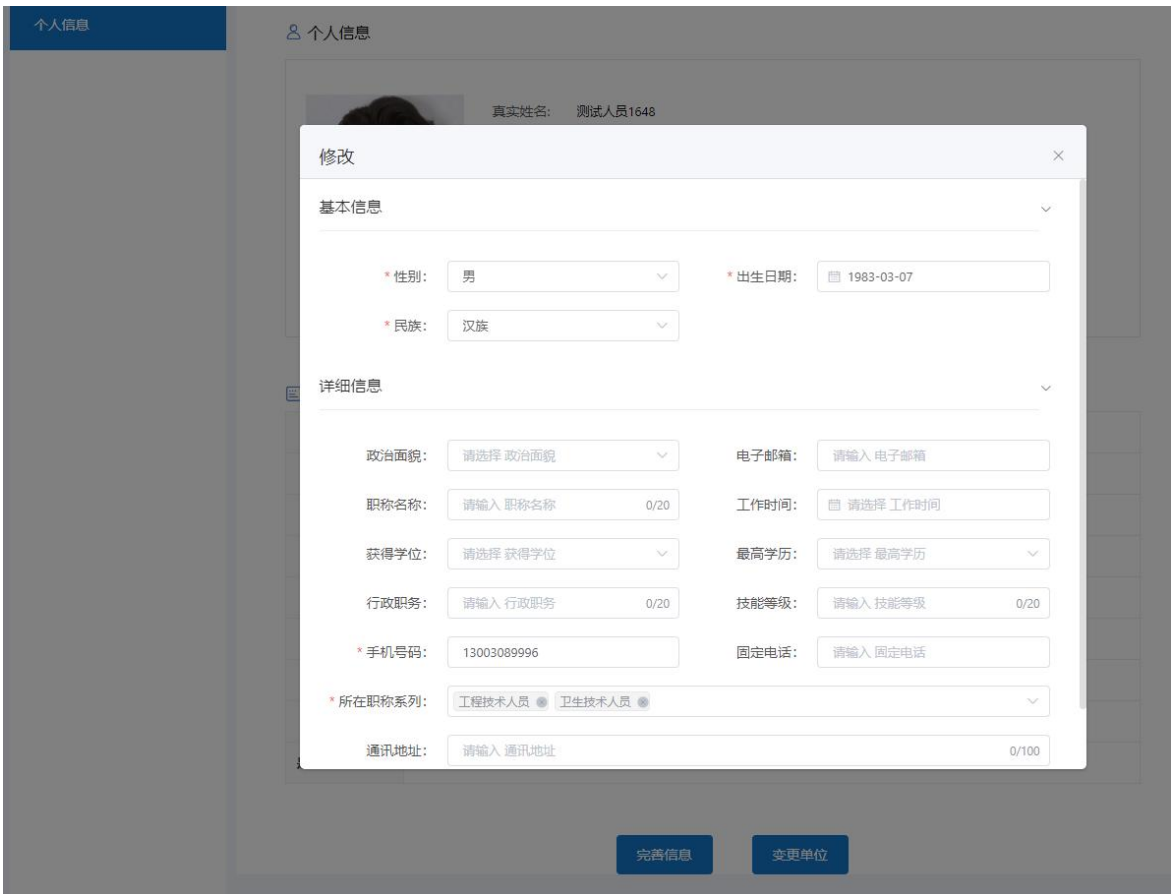 个人信息
个人信息
真实姓名: 测试人员1648
修改
基本信息
* 性别: 男 * 出生日期: 1983-03-07
* 民族: 汉族
详细信息
政治面貌: 请选择 政治面貌 电子邮箱: 请输入 电子邮箱
职称名称: 请输入 职称名称 0/20 工作时间: 请选择 工作时间
获得学位: 请选择 获得学位 最高学历: 请选择 最高学历
行政职务: 请输入 行政职务 0/20 技能等级: 请输入 技能等级 0/20
* 手机号码: 13003089996 固定电话: 请输入 固定电话
* 所在职称系列: 工程技术人员 卫生技术人员
通讯地址: 请输入 通讯地址 0/100
完善信息 变更单位